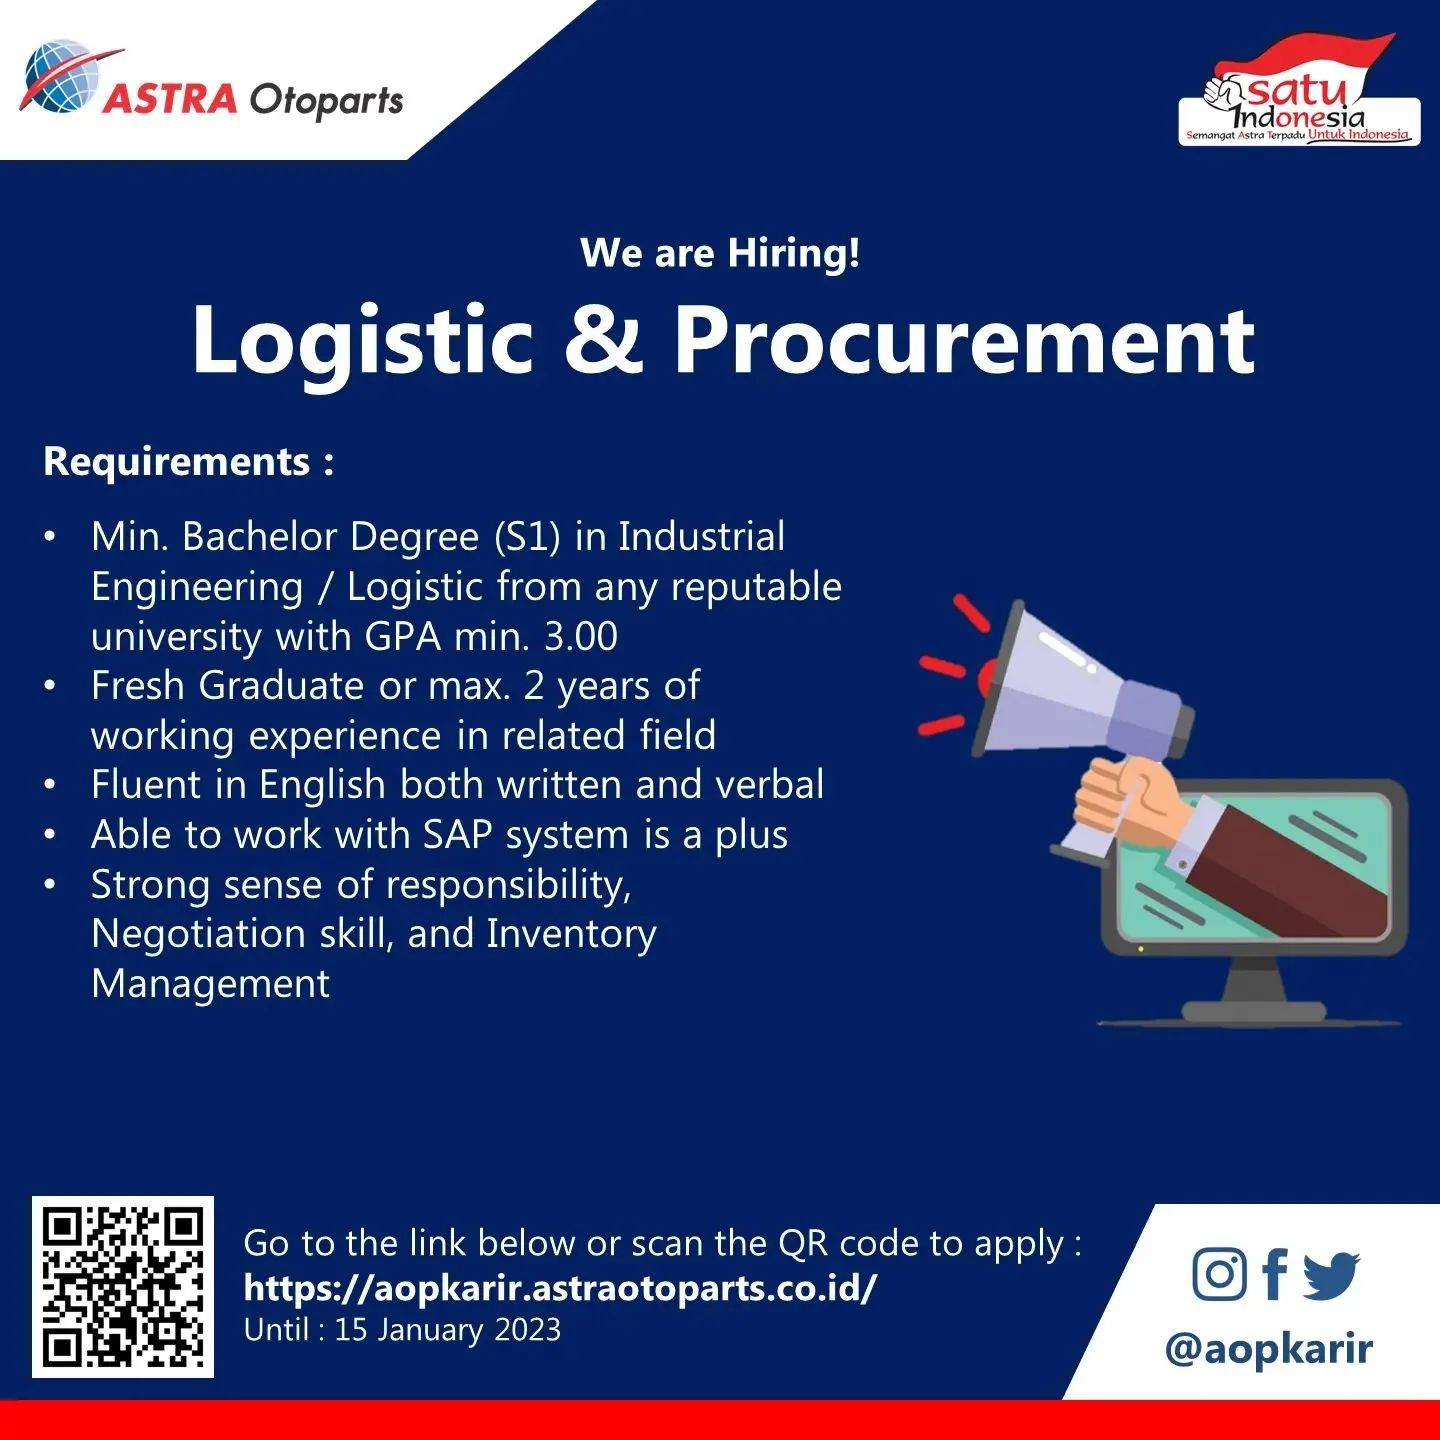 ASTRA Otoparts
satu
Indonesia
Semangat Astra Terpadu Untuk Indonesia
We are Hiring!
Logistic & Procurement
Requirements :
• Min. Bachelor Degree (S1) in Industrial
Engineering / Logistic from any reputable
university with GPA min. 3.00
• Fresh Graduate or max. 2 years of
working experience in related field
• Fluent in English both written and verbal
• Able to work with SAP system is a plus
• Strong sense of responsibility,
Negotiation skill, and Inventory
Management
Go to the link below or scan the QR code to apply :
https://aopkarir.astraotoparts.co.id/
Until : 15 January 2023
@aopkarir